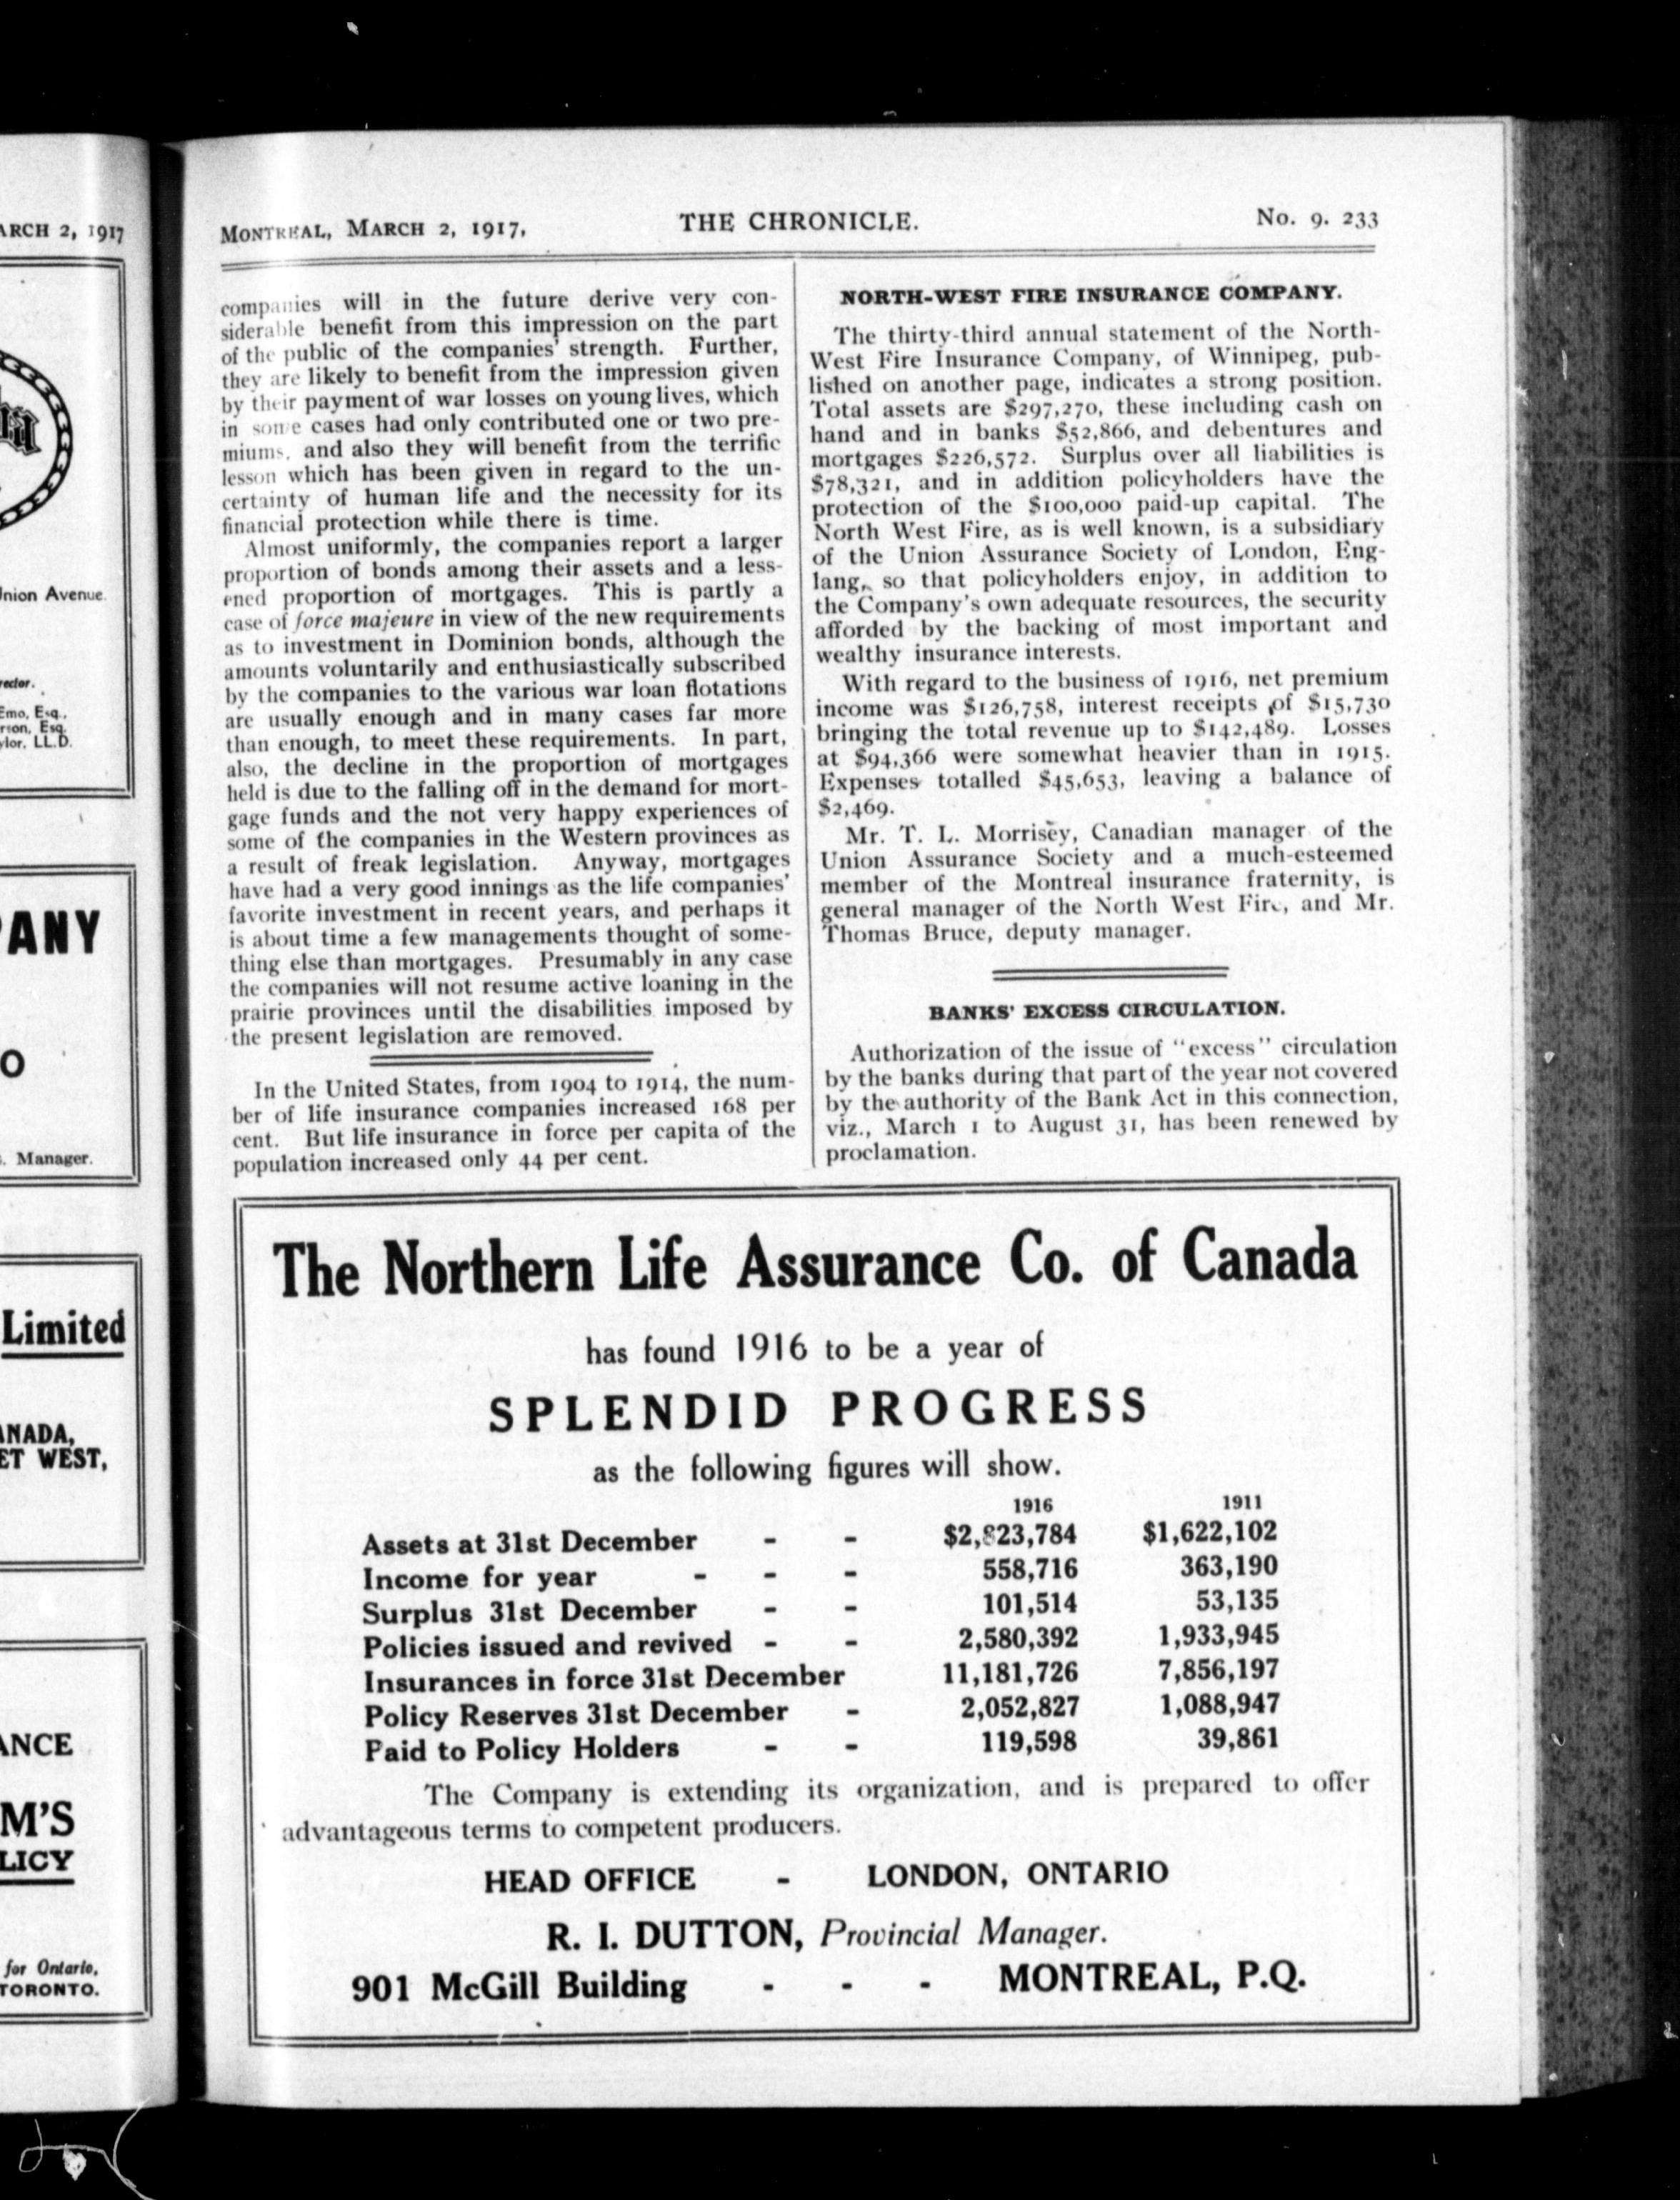 ARCH 2, 1917
Union Avenue.
Emo, Esq.,
Esq.
LL.D.
ANY
O
Manager.
Limited
ANADA,
ET WEST,
ANCE
M'S
LICY
for Ontario,
TORONTO.
MONTREAL, MARCH 2, 1917, THE CHRONICLE. No. 9. 233
companies will in the future derive very con-
siderable benefit from this impression on the part
of the public of the companies' strength. Further,
they are likely to benefit from the impression given
by their payment of war losses on young lives, which
in some cases had only contributed one or two pre-
miums, and also they will benefit from the terrific
lesson which has been given in regard to the un-
certainty of human life and the necessity for its
financial protection while there is time.
Almost uniformly, the companies report a larger
proportion of bonds among their assets and a less-
ened proportion of mortgages. This is partly a
case of force majeure in view of the new requirements
as to investment in Dominion bonds, although the
amounts voluntarily and enthusiastically subscribed
by the companies to the various war loan flotations
are usually enough and in many cases far more
than enough, to meet these requirements. In part,
also, the decline in the proportion of mortgages
held is due to the falling off in the demand for mort-
gage funds and the not very happy experiences of
some of the companies in the Western provinces as
a result of freak legislation. Anyway, mortgages
have had a very good innings as the life companies'
favorite investment in recent years, and perhaps it
is about time a few managements thought of some-
thing else than mortgages. Presumably in any case
the companies will not resume active loaning in the
prairie provinces until the disabilities imposed by
the present legislation are removed.
In the United States, from 1904 to 1914, the num-
ber of life insurance companies increased 168 per
cent. But life insurance in force per capita of the
population increased only 44 per cent.
NORTH-WEST FIRE INSURANCE COMPANY.
The thirty-third annual statement of the North-
West Fire Insurance Company, of Winnipeg, pub-
lished on another page, indicates a strong position.
Total assets are $297,270, these including cash on
hand and in banks $52,866, and debentures and
mortgages $226,572. Surplus over all liabilities is
$78,321, and in addition policyholders have the
protection of the $100,000 paid-up capital. The
North West Fire, as is well known, is a subsidiary
of the Union Assurance Society of London, Eng-
lang, so that policyholders enjoy, in addition to
the Company's own adequate resources, the security
afforded by the backing of most important and
wealthy insurance interests.
With regard to the business of 1916, net premium
income was $126,758, interest receipts of $15,730
bringing the total revenue up to $142,489. Losses
at $94,366 were somewhat heavier than in 1915.
Expenses totalled $45,653, leaving a balance of
$2,469.
Mr. T. L. Morrisey, Canadian manager of the
Union Assurance Society and a much-esteemed
member of the Montreal insurance fraternity, is
general manager of the North West Fire, and Mr.
Thomas Bruce, deputy manager.
BANKS' EXCESS CIRCULATION.
Authorization of the issue of "excess" circulation
by the banks during that part of the year not covered
by the authority of the Bank Act in this connection,
viz., March 1 to August 31, has been renewed by
proclamation.
The Northern Life Assurance Co. of Canada
has found 1916 to be a year of
SPLENDID PROGRESS
as the following figures will show.
1916 1911
Assets at 31st December - - $2,823,784 $1,622,102
Income for year - - - 558,716 363,190
Surplus 31st December - - 101,514 53,135
Policies issued and revived - - 2,580,392 1,933,945
Insurances in force 31st December 11,181,726 7,856,197
Policy Reserves 31st December - 2,052,827 1,088,947
Paid to Policy Holders - - 119,598 39,861
The Company is extending its organization, and is prepared to offer
advantageous terms to competent producers.
HEAD OFFICE - LONDON, ONTARIO
R. I. DUTTON, Provincial Manager.
901 McGill Building - - - MONTREAL, P.Q.